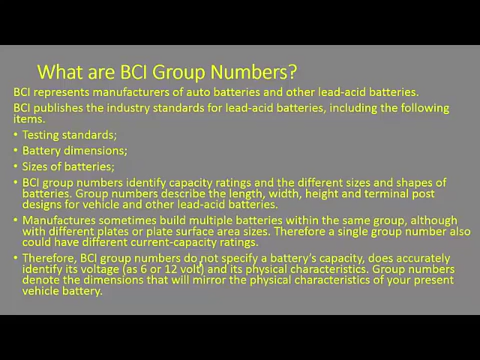 What are BCI Group Numbers?
BCI represents manufacturers of auto batteries and other lead-acid batteries.
BCI publishes the industry standards for lead-acid batteries, including the following
items.
• Testing standards;
• Battery dimensions;
• Sizes of batteries;
• BCI group numbers identify capacity ratings and the different sizes and shapes of
batteries. Group numbers describe the length, width, height and terminal post
designs for vehicle and other lead-acid batteries.
• Manufactures sometimes build multiple batteries within the same group, although
with different plates or plate surface area sizes. Therefore a single group number also
could have different current-capacity ratings.
• Therefore, BCI group numbers do not specify a battery's capacity, does accurately
identify its voltage (as 6 or 12 volt) and its physical characteristics. Group numbers
denote the dimensions that will mirror the physical characteristics of your present
vehicle battery.